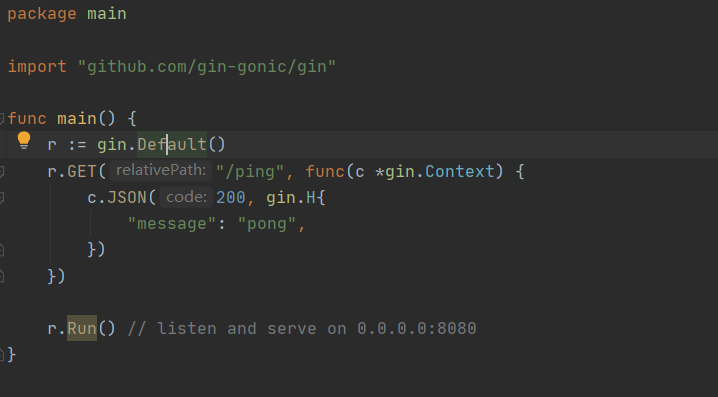 package main
import "github.com/gin-gonic/gin"
func main() {
r := gin.Default()
r.GET( relativePath: "/ping", func(c *gin.Context) {
c.JSON( code: 200, gin.H{
"message": "pong",
})
})
r.Run() // listen and serve on 0.0.0.0:8080
}